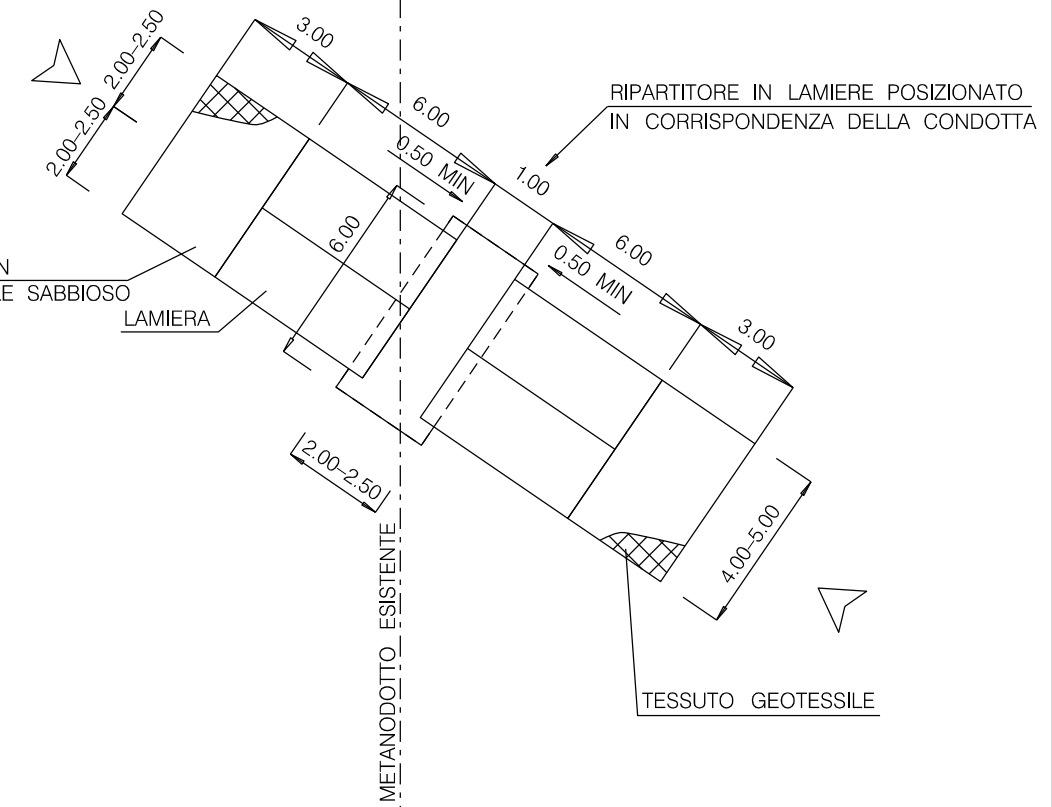 3.00
2.00-2.50
2.00-2.50
6.00
RIPARTITORE IN LAMIERE POSIZIONATO
IN CORRISPONDENZA DELLA CONDOTTA
0.50 MIN
1.00
6.00
6.00
0.50 MIN
SABBIOSO
LAMIERA
3.00
2.00-2.50
4.00-5.00
METANODOTTO ESISTENTE
TESSUTO GEOTESSILE